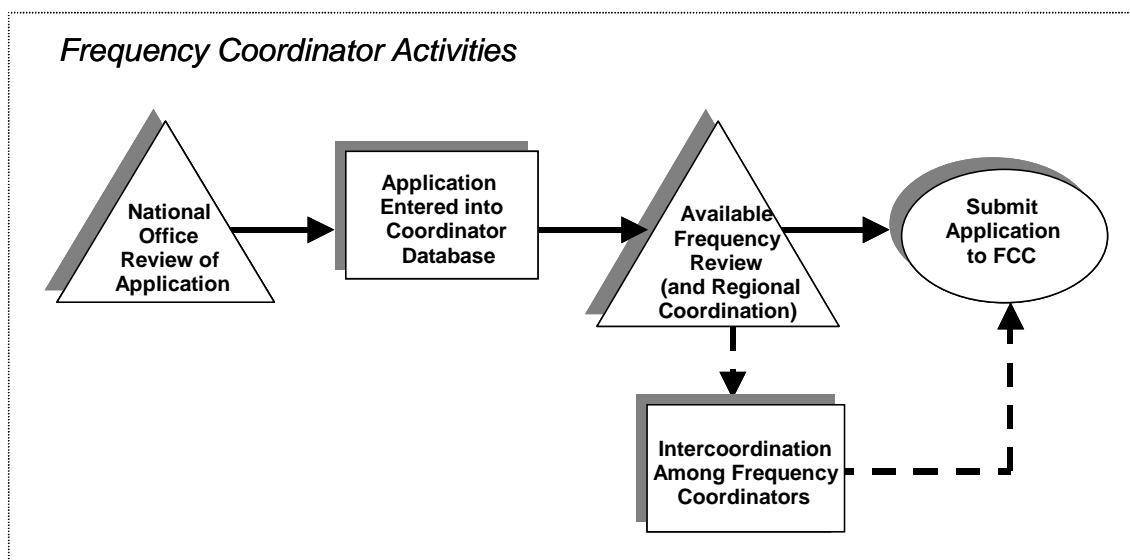 Frequency Coordinator Activities
National
Office
Review of
Application
Application
Entered into
Coordinator
Database
Available
Frequency
Review
(and Regional
Coordination)
Submit
Application
to FCC
Intercoordination
Among Frequency
Coordinators